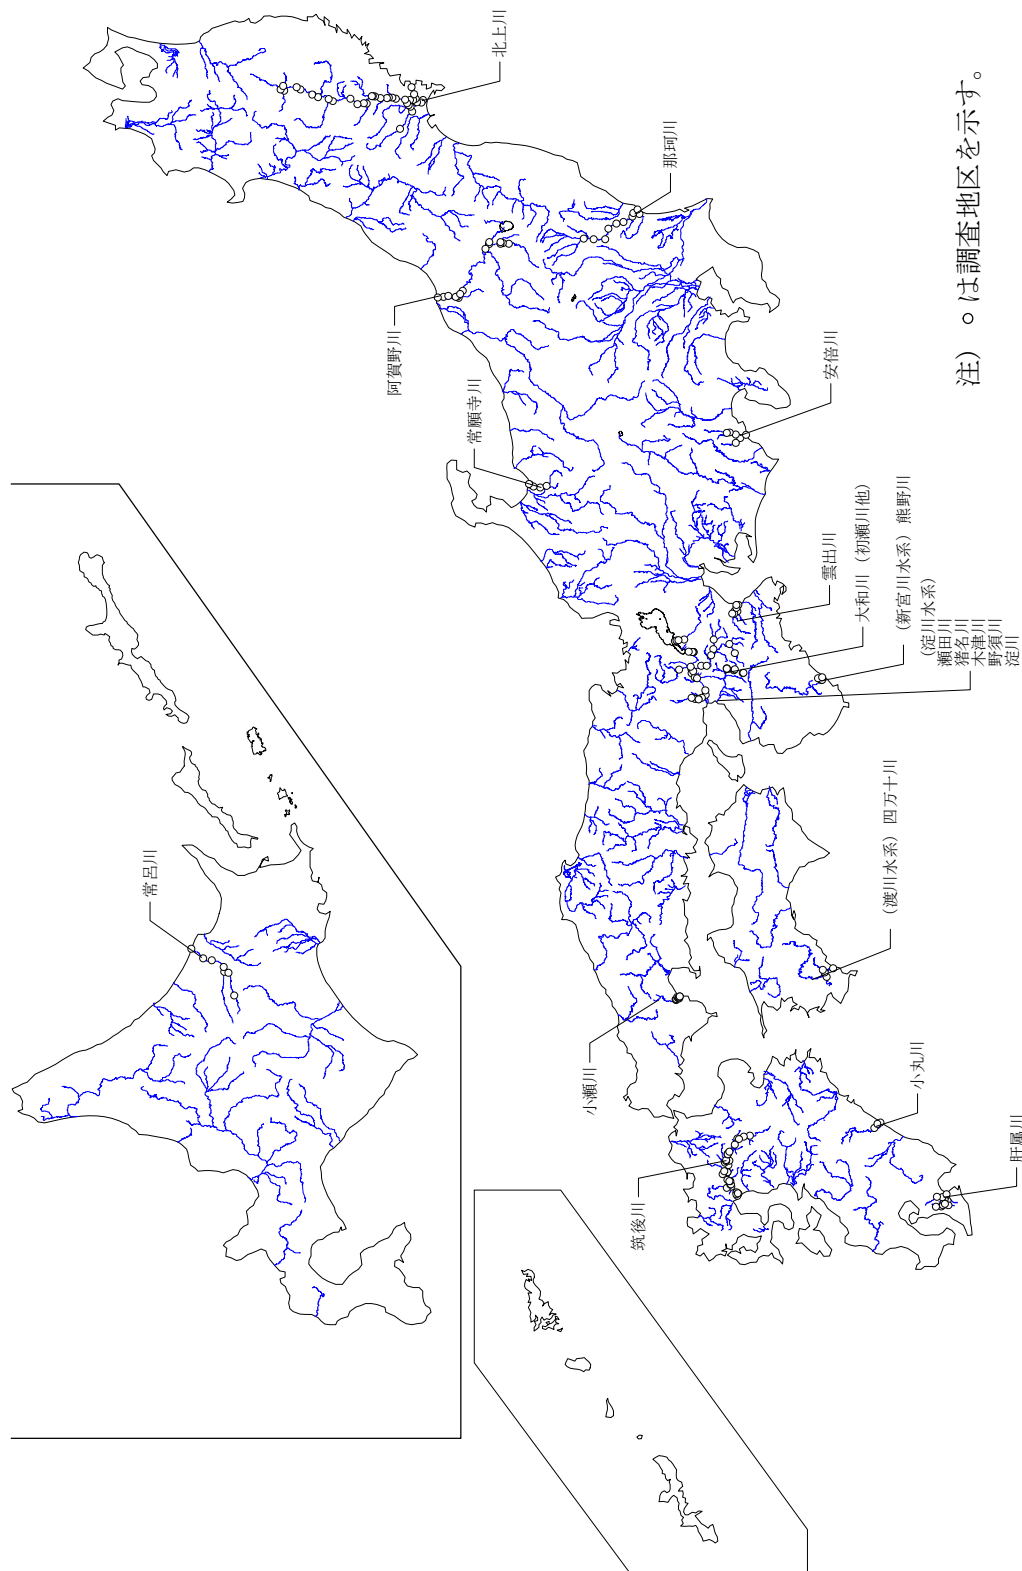 常呂川
北上川
那珂川
阿賀野川
常願寺川
安倍川
雲出川
大和川（初瀬川他）
（新宮川水系）熊野川
（淀川水系）
瀬田川
猪名川
木津川
野須川
淀川
（渡川水系）四万十川
小瀬川
小丸川
筑後川
肝属川
注）○は調査地区を示す。